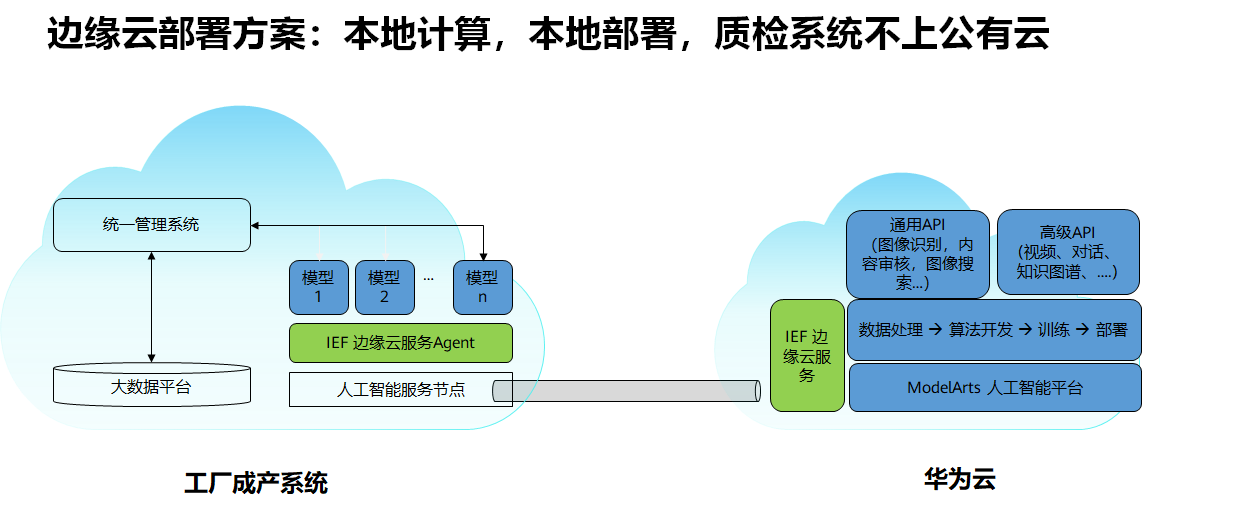 边缘云部署方案：本地计算，本地部署，质检系统不上公有云
统一管理系统
模型
1
模型
2
...
模型
n
IEF 边缘云服务Agent
大数据平台
人工智能服务节点
工厂成产系统
通用API
（图像识别，内
容审核，图像搜
索...）
高级API
(视频、对话、
知识图谱、....）
IEF 边
缘云服
务
数据处理 → 算法开发 → 训练 → 部署
ModelArts 人工智能平台
华为云